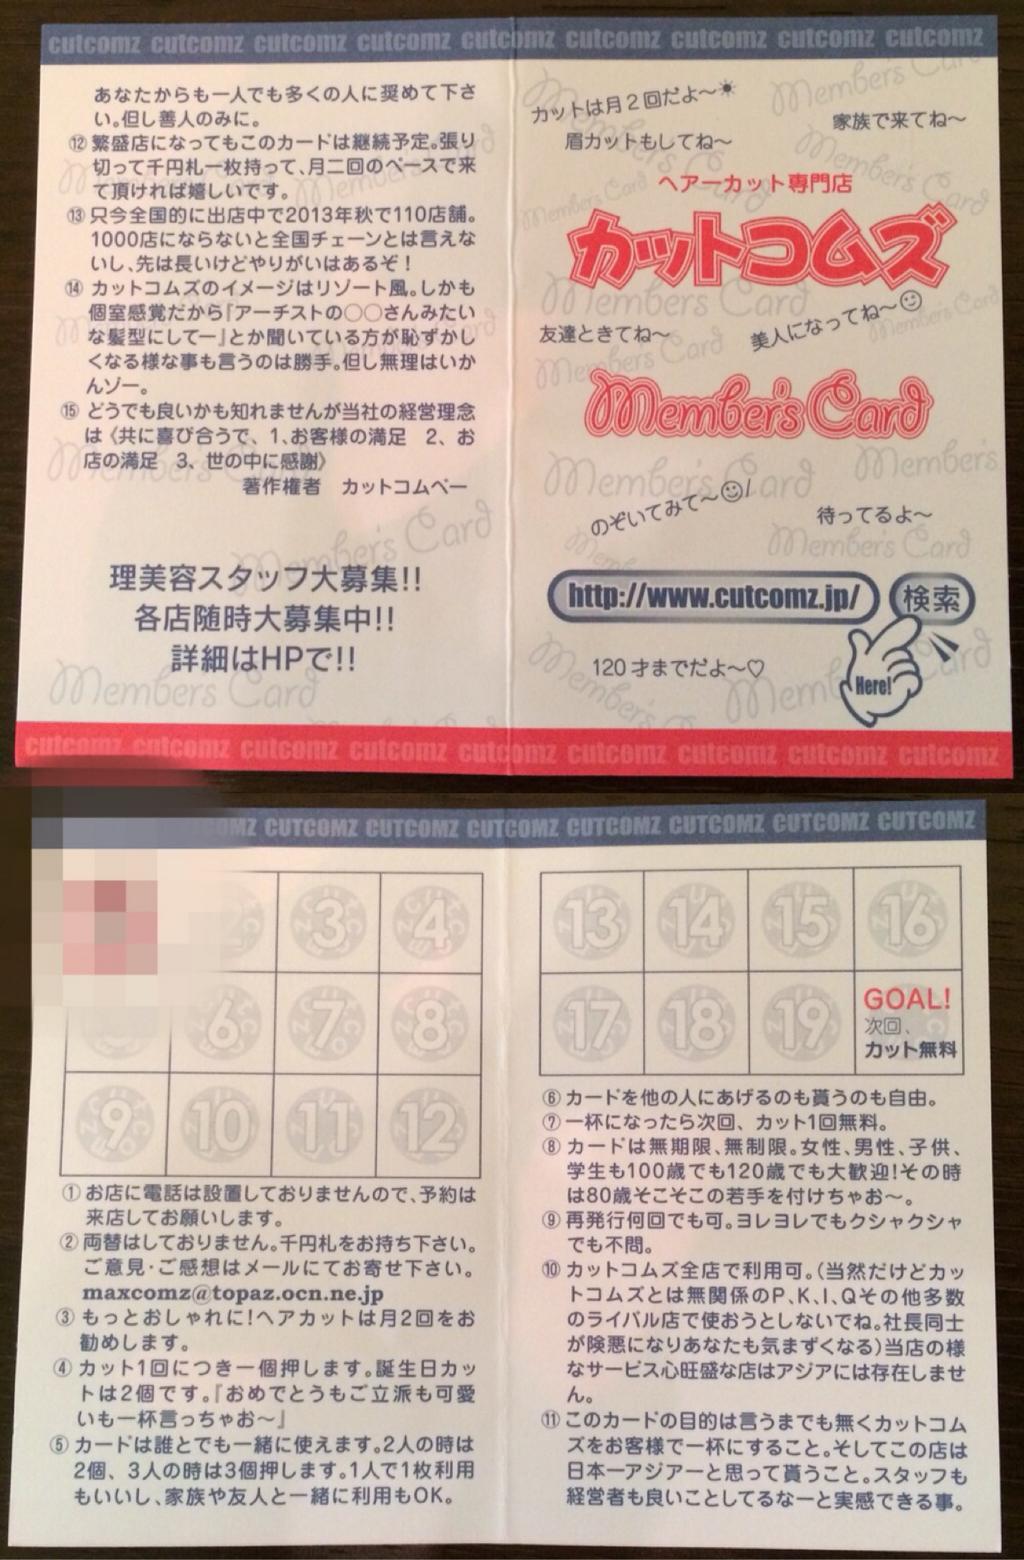 cutcomz cutcomz cutcomz cutcomz cutcomz cutcomz cutcomz cutcomz cutcomz
あなたからも一人でも多くの人に奨めて下さ
い。但し善人のみに。
⑫ 繁盛店になってもこのカードは継続予定。張り
切って千円札一枚持って、月二回のペースで来
て頂ければ嬉しいです。
⑬ 只今全国的に出店中で2013年秋で110店舗。
1000店にならないと全国チェーンとは言えな
いし、先は長いけどやりがいはあるぞ！
⑭ カットコムズのイメージはリゾート風。しかも
個室感覚だから『アーチストの○○さんみたい
な髪型にしてー』とか聞いている方が恥ずかし
くなる様な事も言うのは勝手。但し無理はいか
んゾー。
⑮ どうでも良いかも知れませんが当社の経営理念
は《共に喜び合うで、1、お客様の満足 2、お
店の満足 3、世の中に感謝》
著作権者 カットコムペー
理美容スタッフ大募集!!
各店随時大募集中!!
詳細はHPで!!
カットは月2回だよ～☀
眉カットもしてね～
家族で来てね～
ヘアーカット専門店
カットコムズ
友達ときてね～
美人になってね～☺
Member's Card
のぞいてみて～☺/
待ってるよ～
http://www.cutcomz.jp/ 検索
Here!
120才までだよ～♡
cutcomz cutcomz cutcomz cutcomz cutcomz cutcomz cutcomz cutcomz cutcomz
CUTCOMZ CUTCOMZ CUTCOMZ CUTCOMZ CUTCOMZ CUTCOMZ CUTCOMZ
3 4
6 7 8
9 10 11 12
① お店に電話は設置しておりませんので、予約は
来店してお願いします。
② 両替はしておりません。千円札をお持ち下さい。
ご意見・ご感想はメールにてお寄せ下さい。
maxcomz@topaz.ocn.ne.jp
③ もっとおしゃれに！ヘアカットは月2回をお
勧めします。
④ カット1回につき一個押します。誕生日カッ
トは2個です。『おめでとうもご立派も可愛
いも一杯言っちゃお～』
⑤ カードは誰とでも一緒に使えます。2人の時は
2個、3人の時は3個押します。1人で1枚利用
もいいし、家族や友人と一緒に利用もOK。
13 14 15 16
17 18 19
GOAL!
次回、
カット無料
⑥ カードを他の人にあげるのも貰うのも自由。
⑦ 一杯になったら次回、カット1回無料。
⑧ カードは無期限、無制限。女性、男性、子供、
学生も100歳でも120歳でも大歓迎！その時
は80歳そこそこの若手を付けちゃお～。
⑨ 再発行何回でも可。ヨレヨレでもクシャクシャ
でも不問。
⑩ カットコムズ全店で利用可。（当然だけどカッ
トコムズとは無関係のP、K、I、Qその他多数
のライバル店で使おうとしないでね。社長同士
が険悪になりあなたも気まずくなる）当店の様
なサービス心旺盛な店はアジアには存在しませ
ん。
⑪ このカードの目的は言うまでも無くカットコム
ズをお客様で一杯にすること。そしてこの店は
日本一アジア一と思って貰うこと。スタッフも
経営者も良いことしてるなーと実感できる事。